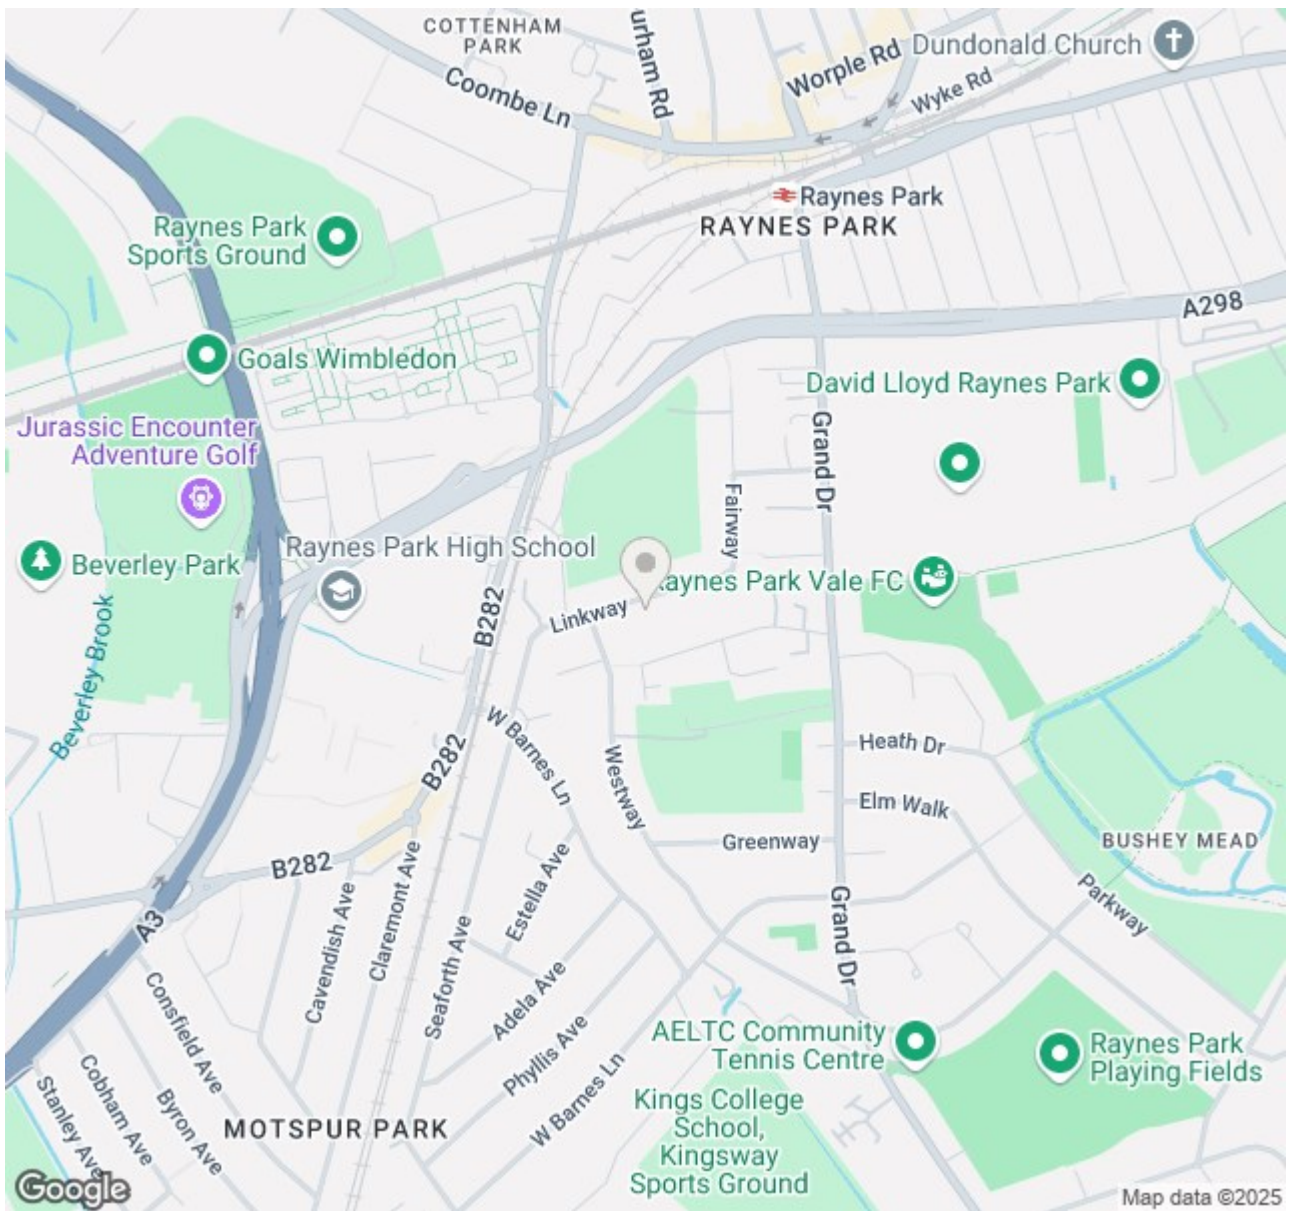 COTTENHAM
PARK
urham Rd
Worple Rd
Dundonald Church
Coombe Ln
Wyke Rd
Raynes Park
RAYNES PARK
Raynes Park
Sports Ground
A298
Goals Wimbledon
David Lloyd Raynes Park
Jurassic Encounter
Adventure Golf
Grand Dr
Fairway
Raynes Park High School
Beverley Park
aynes Park Vale FC
Linkway
B282
Beverley Brook
W Barnes Ln
Westway
Heath Dr
B282
Elm Walk
Greenway
BUSHEY MEAD
B282
Parkway
Estella Ave
Claremont Ave
Cavendish Ave
Grand Dr
A3
Seaforth Ave
Adela Ave
Consfield Ave
Phyllis Ave
W Barnes Ln
AELTC Community
Tennis Centre
Raynes Park
Playing Fields
Cobham Ave
Stanley Ave
Byron Ave
MOTSPUR PARK
Kings College
School,
Kingsway
Sports Ground
Google
Map data ©2025